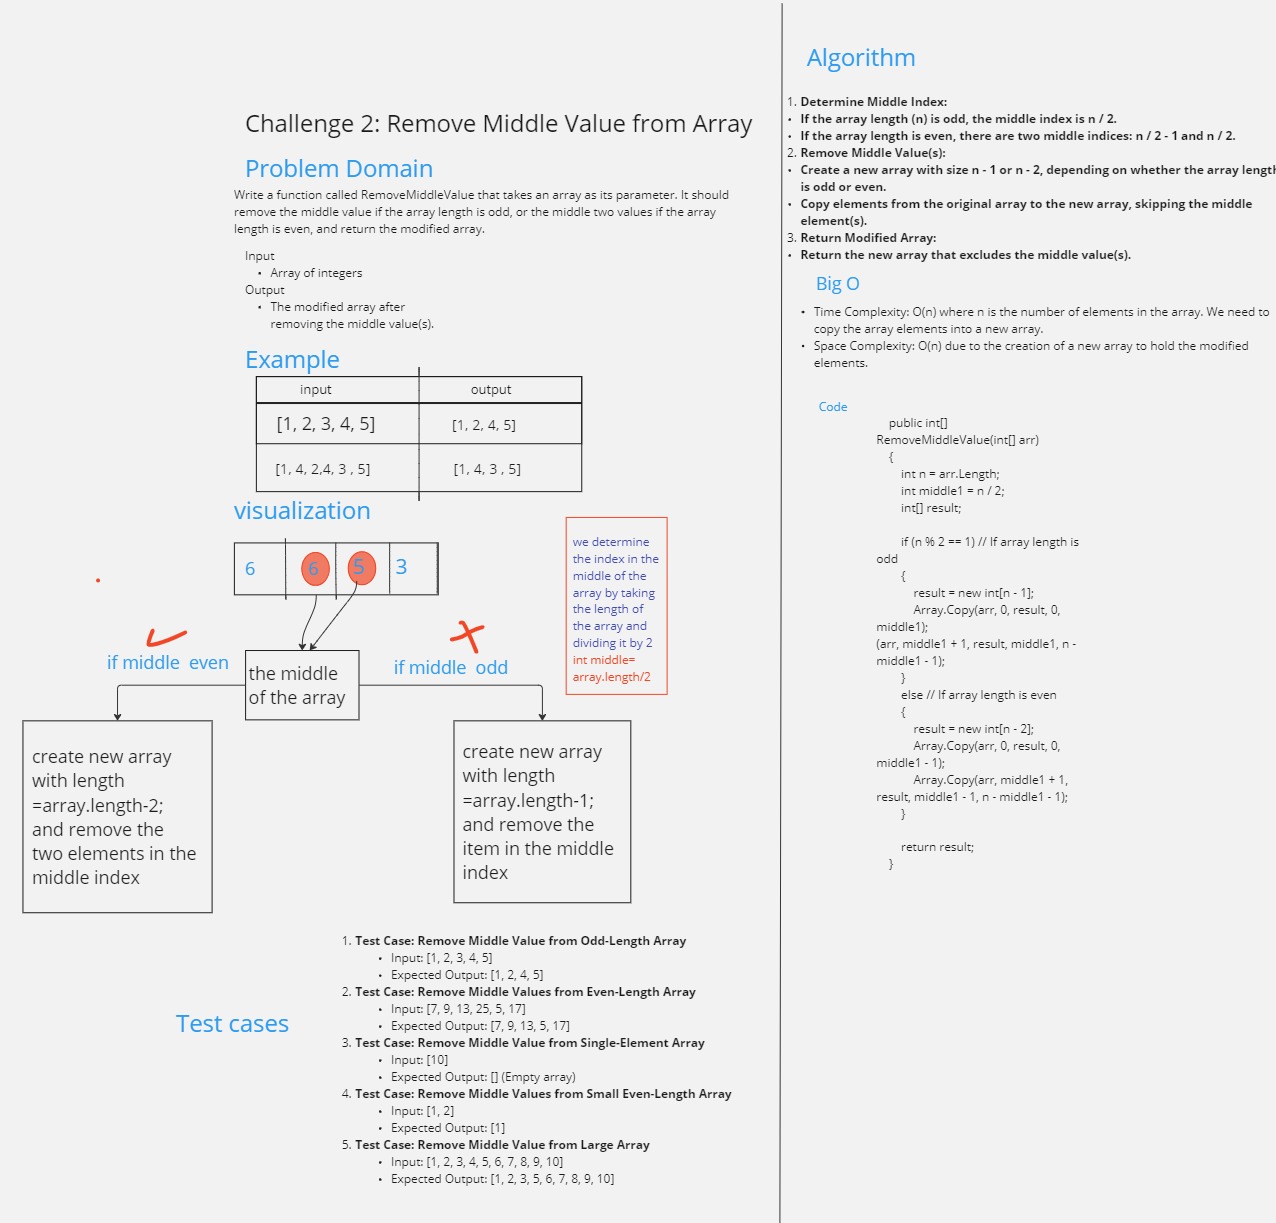 Challenge 2: Remove Middle Value from Array
Problem Domain
Write a function called RemoveMiddleValue that takes an array as its parameter. It should
remove the middle value if the array length is odd, or the middle two values if the array
length is even, and return the modified array.
Input
• Array of integers
Output
• The modified array after
removing the middle value(s).
Example
input output
[1, 2, 3, 4, 5] [1, 2, 4, 5]
[1, 4, 2,4, 3 , 5] [1, 4, 3 , 5]
visualization
6 6 5 3
we determine
the index in the
middle of the
array by taking
the length of
the array and
dividing it by 2
int middle=
array.length/2
if middle even
the middle
of the array
if middle odd
create new array
with length
=array.length-2;
and remove the
two elements in the
middle index
create new array
with length
=array.length-1;
and remove the
item in the middle
index
Test cases
1. Test Case: Remove Middle Value from Odd-Length Array
• Input: [1, 2, 3, 4, 5]
• Expected Output: [1, 2, 4, 5]
2. Test Case: Remove Middle Values from Even-Length Array
• Input: [7, 9, 13, 25, 5, 17]
• Expected Output: [7, 9, 13, 5, 17]
3. Test Case: Remove Middle Value from Single-Element Array
• Input: [10]
• Expected Output: [] (Empty array)
4. Test Case: Remove Middle Values from Small Even-Length Array
• Input: [1, 2]
• Expected Output: [1]
5. Test Case: Remove Middle Value from Large Array
• Input: [1, 2, 3, 4, 5, 6, 7, 8, 9, 10]
• Expected Output: [1, 2, 3, 5, 6, 7, 8, 9, 10]
Algorithm
1. Determine Middle Index:
• If the array length (n) is odd, the middle index is n / 2.
• If the array length is even, there are two middle indices: n / 2 - 1 and n / 2.
2. Remove Middle Value(s):
• Create a new array with size n - 1 or n - 2, depending on whether the array length
is odd or even.
• Copy elements from the original array to the new array, skipping the middle
element(s).
3. Return Modified Array:
• Return the new array that excludes the middle value(s).
Big O
• Time Complexity: O(n) where n is the number of elements in the array. We need to
copy the array elements into a new array.
• Space Complexity: O(n) due to the creation of a new array to hold the modified
elements.
Code
public int[]
RemoveMiddleValue(int[] arr)
{
int n = arr.Length;
int middle1 = n / 2;
int[] result;
if (n % 2 == 1) // If array length is
odd
{
result = new int[n - 1];
Array.Copy(arr, 0, result, 0,
middle1);
(arr, middle1 + 1, result, middle1, n -
middle1 - 1);
}
else // If array length is even
{
result = new int[n - 2];
Array.Copy(arr, 0, result, 0,
middle1 - 1);
Array.Copy(arr, middle1 + 1,
result, middle1 - 1, n - middle1 - 1);
}
return result;
}